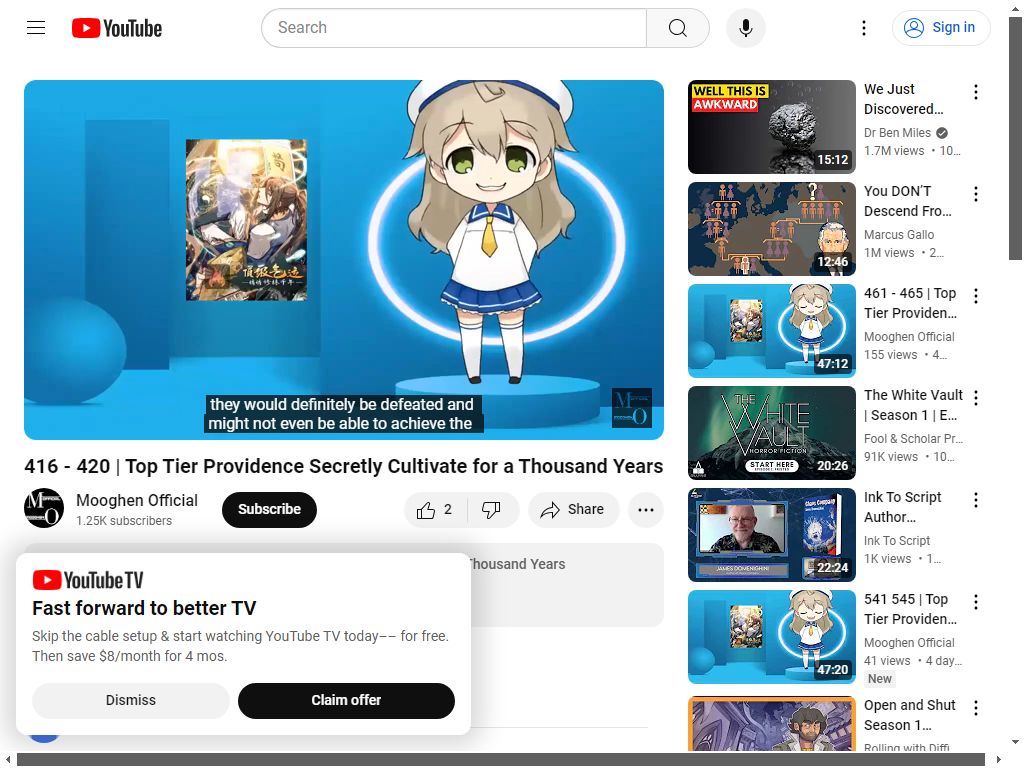 YouTube
Search
Sign in
they would definitely be defeated and
might not even be able to achieve the
416 - 420 | Top Tier Providence Secretly Cultivate for a Thousand Years
Mooghen Official
1.25K subscribers
Subscribe
2
Share
Thousand Years
YouTube TV
Fast forward to better TV
Skip the cable setup & start watching YouTube TV today–– for free.
Then save $8/month for 4 mos.
Dismiss
Claim offer
WELL THIS IS
AWKWARD
15:12
We Just
Discovered…
Dr Ben Miles
1.7M views • 10…
12:46
You DON'T
Descend Fro…
Marcus Gallo
1M views • 2…
47:12
461 - 465 | Top
Tier Providen…
Mooghen Official
155 views • 4…
THE
WHITE
VAULT
HORROR FICTION
START HERE
20:26
The White Vault
| Season 1 | E…
Fool & Scholar Pr…
91K views • 10…
JAMES DOMENIGHINI
22:24
Ink To Script
Author…
Ink To Script
1K views • 1…
47:20
541 545 | Top
Tier Providen…
Mooghen Official
41 views • 4 day…
New
Open and Shut
Season 1…
Rolling with Diffi…